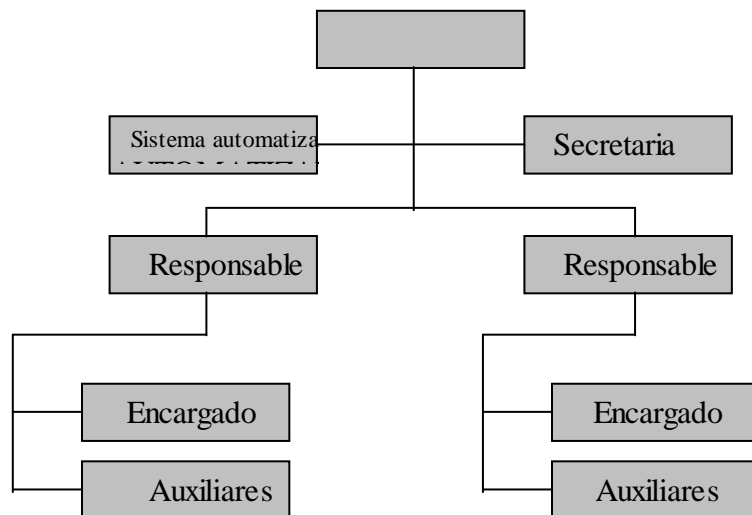 Sistema automatiza
Secretaria
Responsable
Responsable
Encargado
Encargado
Auxiliares
Auxiliares